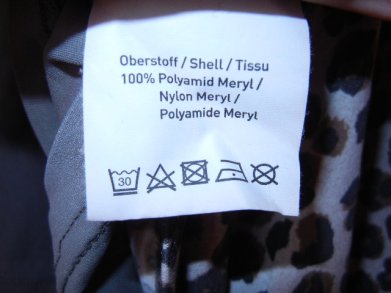 Oberstoff / Shell / Tissu
100% Polyamid Meryl /
Nylon Meryl /
Polyamide Meryl
30